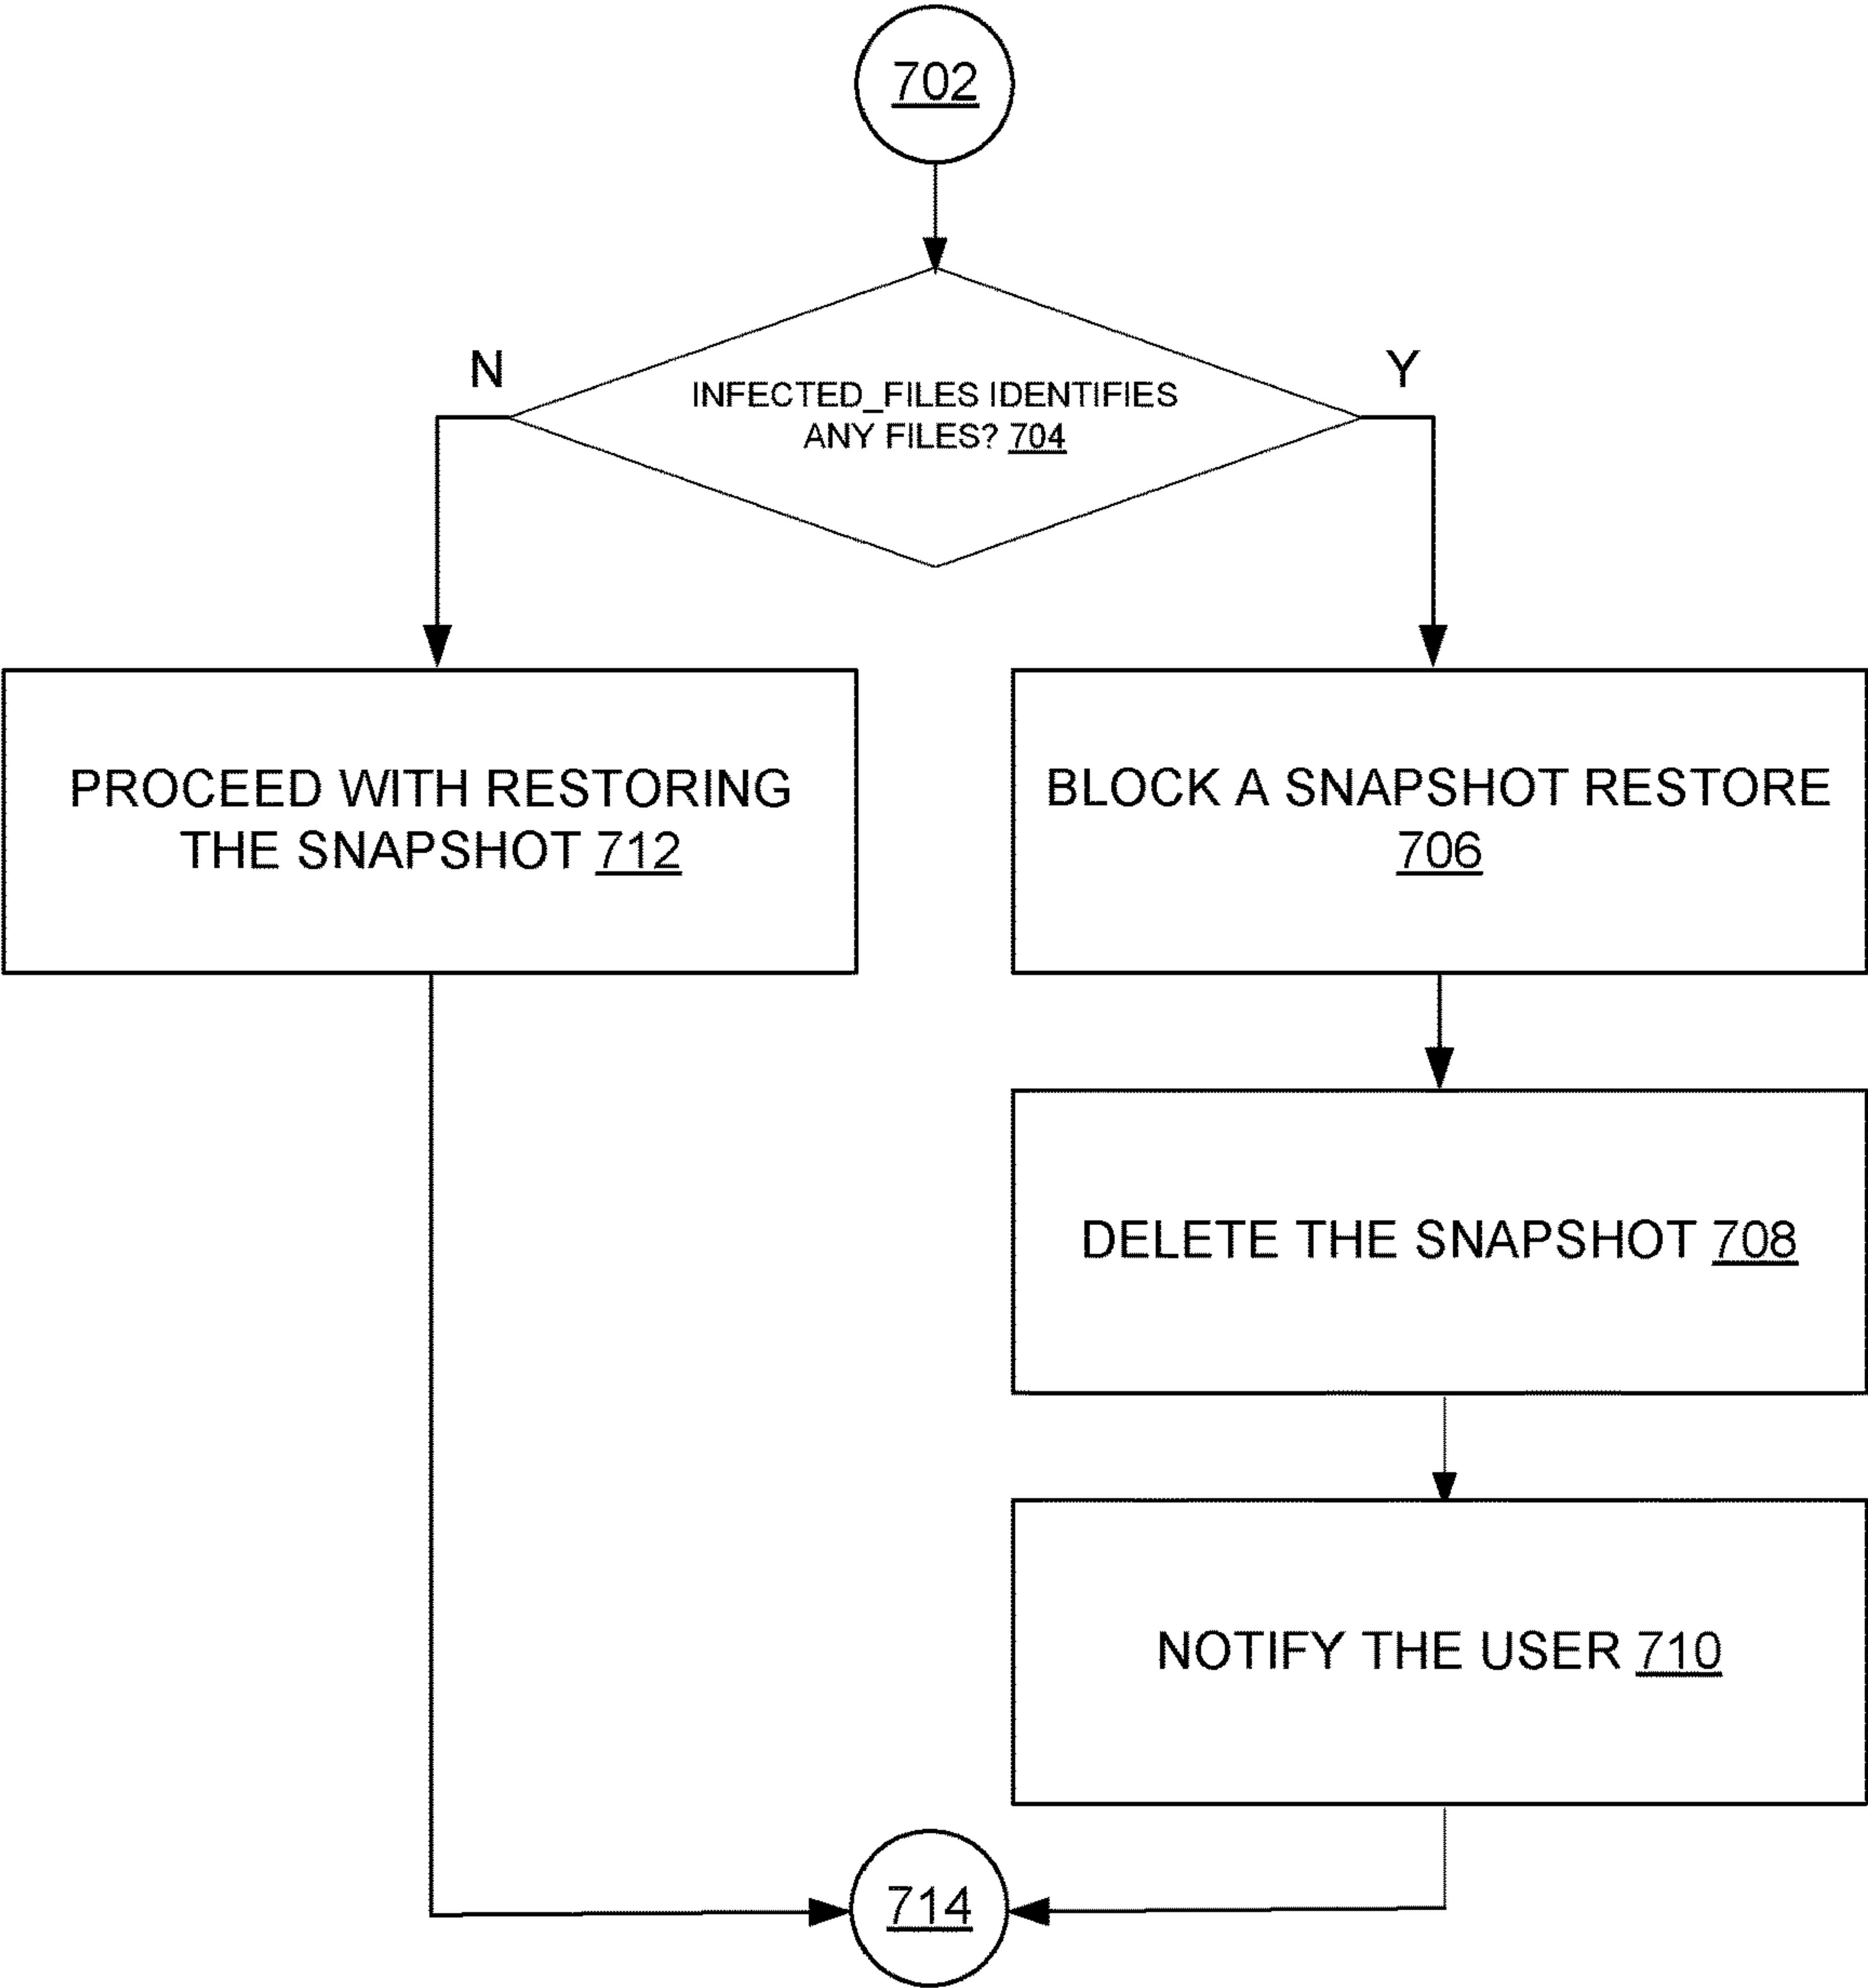 702
N
Y
INFECTED_FILES IDENTIFIES
ANY FILES? 704
PROCEED WITH RESTORING
THE SNAPSHOT 712
BLOCK A SNAPSHOT RESTORE
706
DELETE THE SNAPSHOT 708
NOTIFY THE USER 710
714